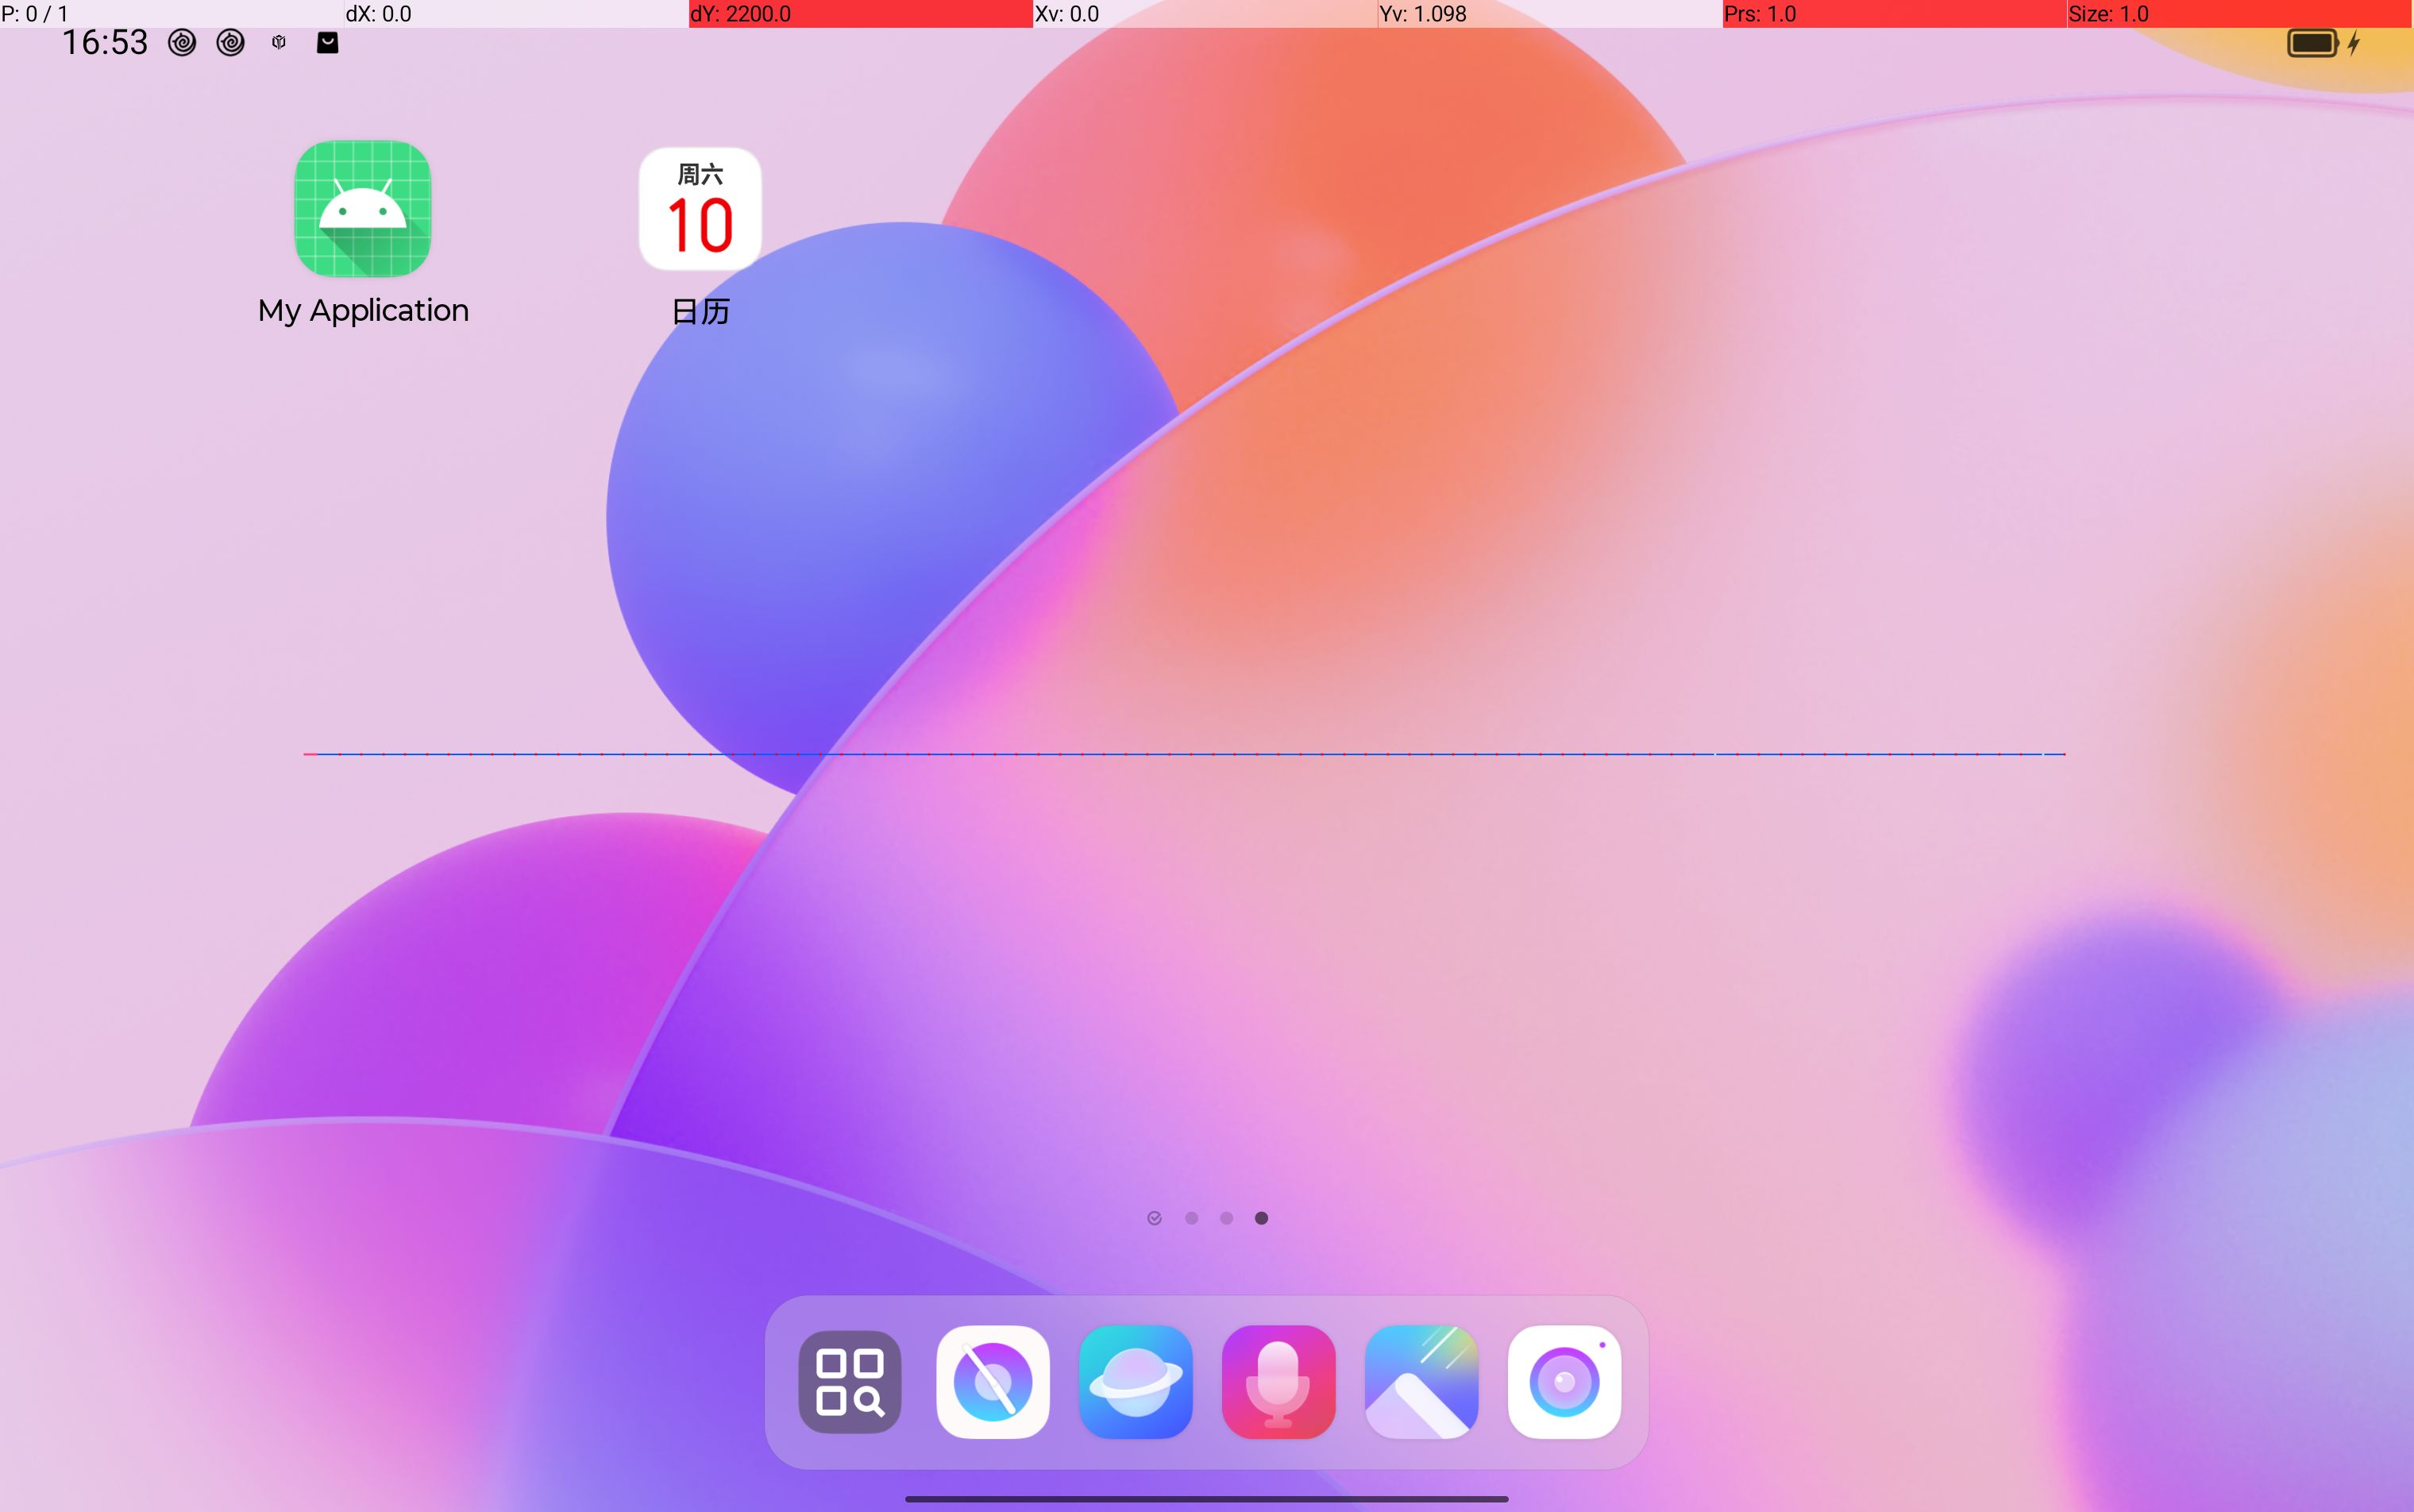 P: 0 / 1 dX: 0.0 dY: 2200.0 Xv: 0.0 Yv: 1.098 Prs: 1.0 Size: 1.0
16:53
周六
10
My Application 日历